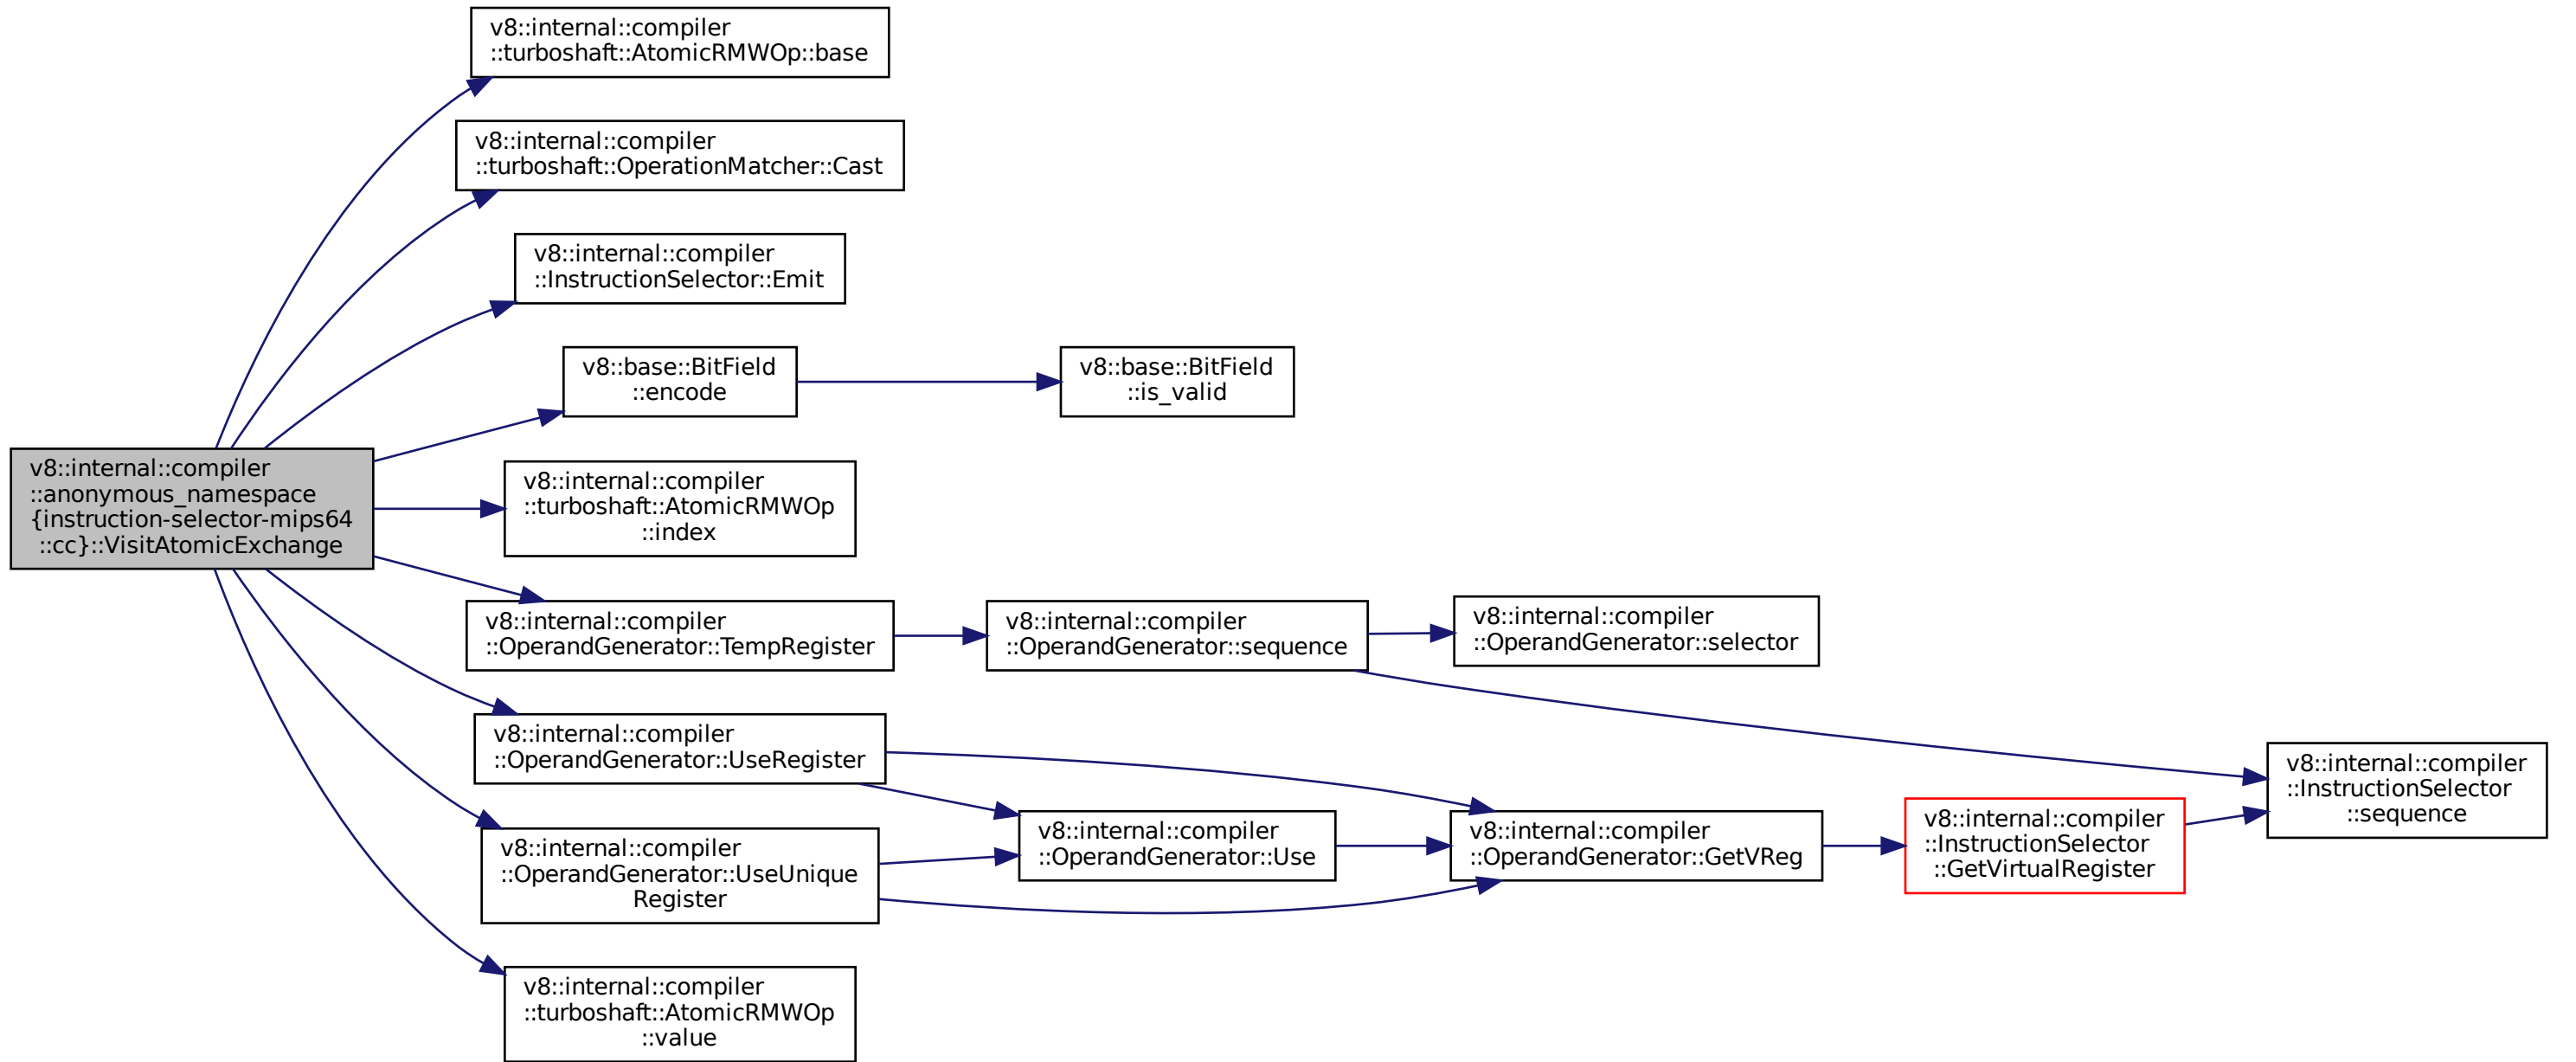 v8::internal::compiler
::turboshaft::AtomicRMWOp::base
v8::internal::compiler
::turboshaft::OperationMatcher::Cast
v8::internal::compiler
::InstructionSelector::Emit
v8::base::BitField
::encode
v8::base::BitField
::is_valid
v8::internal::compiler
::anonymous_namespace
{instruction-selector-mips64
::cc}::VisitAtomicExchange
v8::internal::compiler
::turboshaft::AtomicRMWOp
::index
v8::internal::compiler
::OperandGenerator::TempRegister
v8::internal::compiler
::OperandGenerator::sequence
v8::internal::compiler
::OperandGenerator::selector
v8::internal::compiler
::OperandGenerator::UseRegister
v8::internal::compiler
::OperandGenerator::UseUnique
Register
v8::internal::compiler
::OperandGenerator::Use
v8::internal::compiler
::OperandGenerator::GetVReg
v8::internal::compiler
::InstructionSelector
::GetVirtualRegister
v8::internal::compiler
::InstructionSelector
::sequence
v8::internal::compiler
::turboshaft::AtomicRMWOp
::value